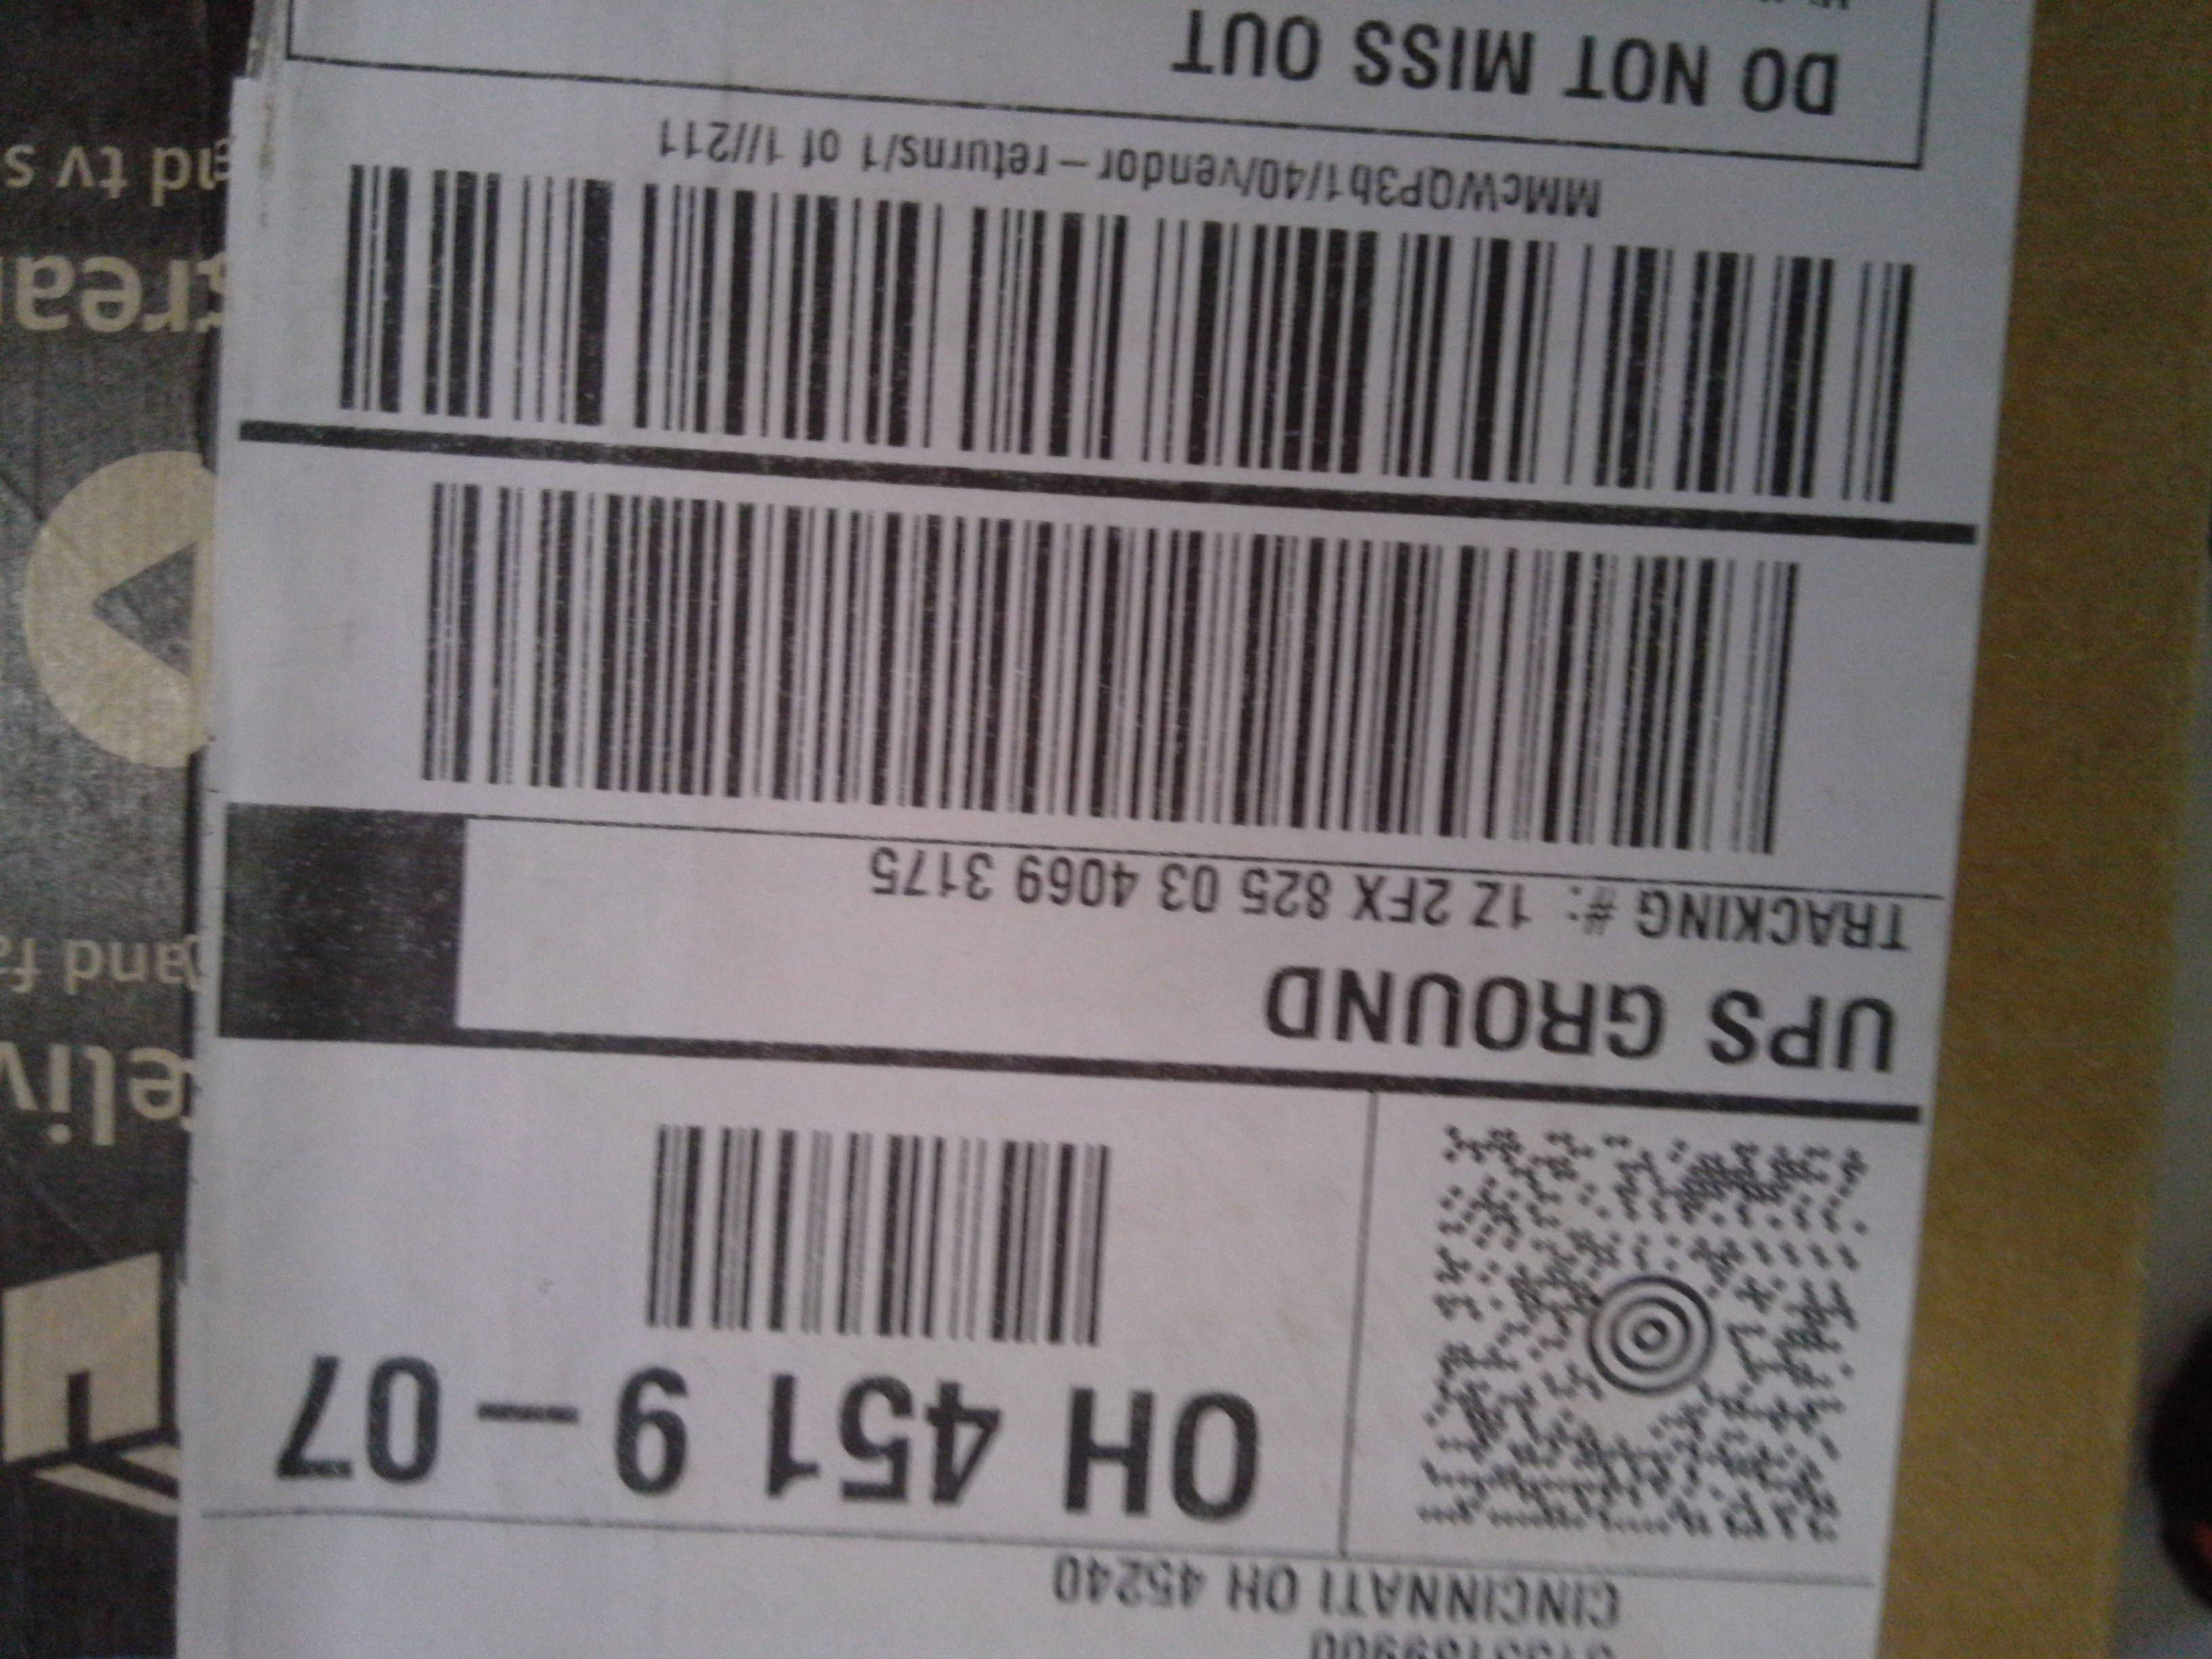 CINCINNATI OH 45240
OH 451 9-07
UPS GROUND
TRACKING #: 1Z 2FX 825 03 4069 3175
MMcWQP3b1/40/vendor-returns/1 of 1//211
DO NOT MISS OUT
and